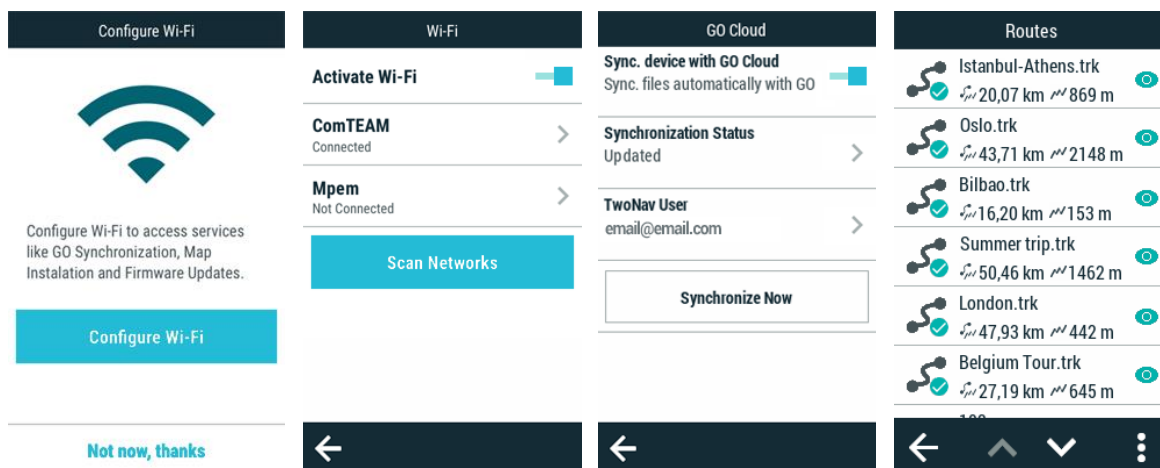 Configure Wi-Fi
Configure Wi-Fi to access services
like GO Synchronization, Map
Instalation and Firmware Updates.
Configure Wi-Fi
Not now, thanks
Wi-Fi
Activate Wi-Fi
ComTEAM
Connected
Mpem
Not Connected
Scan Networks
GO Cloud
Sync. device with GO Cloud
Sync. files automatically with GO
Synchronization Status
Updated
TwoNav User
email@email.com
Synchronize Now
Routes
Istanbul-Athens.trk
20,07 km 869 m
Oslo.trk
43,71 km 2148 m
Bilbao.trk
16,20 km 153 m
Summer trip.trk
50,46 km 1462 m
London.trk
47,93 km 442 m
Belgium Tour.trk
27,19 km 645 m